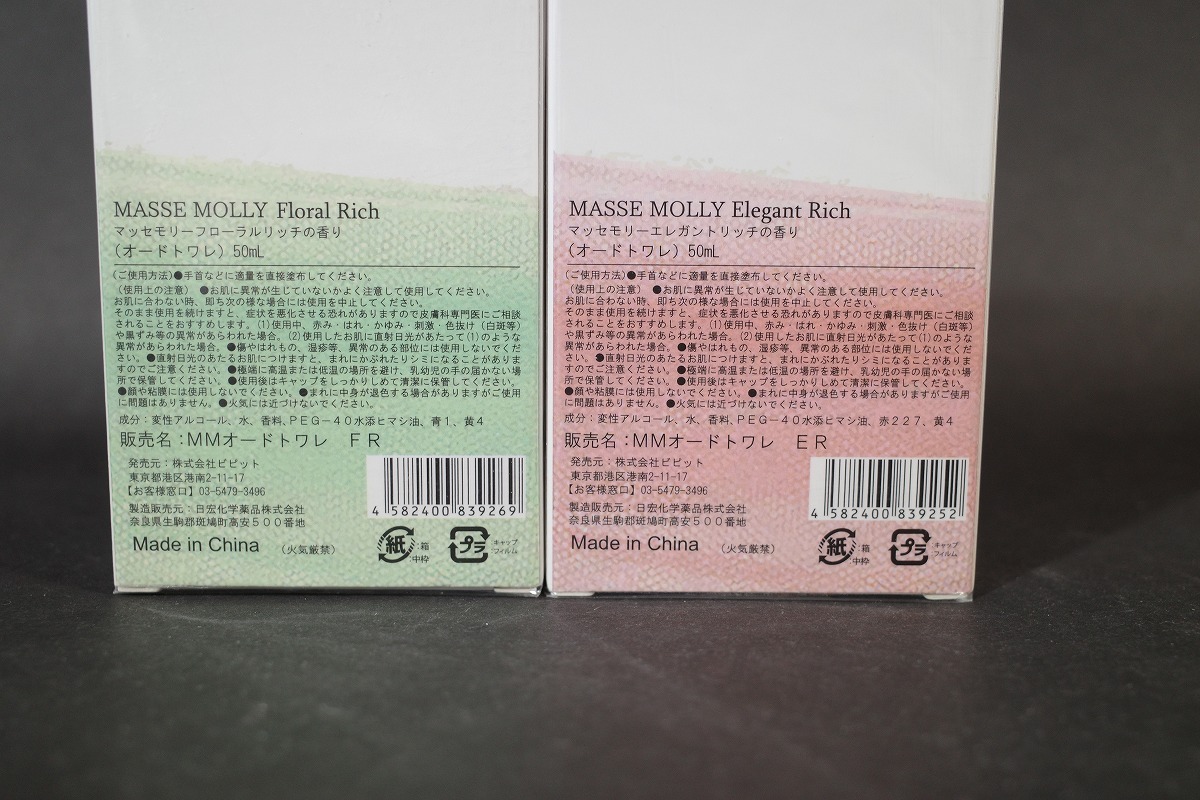 MASSE MOLLY Floral Rich
マッセモリーフローラルリッチの香り
(オードトワレ) 50mL
(ご使用方法)●手首などに適量を直接塗布してください。
(使用上の注意) ●お肌に異常が生じていないかよく注意して使用してください。
お肌に合わない時、即ち次の様な場合には使用を中止してください。
そのまま使用を続けますと、症状を悪化させる恐れがありますので皮膚科専門医にご相談
されることをおすすめします。(1)使用中、赤み・はれ・かゆみ・刺激・色抜け(白斑等)
や黒ずみ等の異常があらわれた場合。(2)使用したお肌に直射日光があたって(1)のような
異常があらわれた場合。●傷やはれもの、湿疹等、異常のある部位には使用しないでくだ
さい。●直射日光のあたるお肌につけますと、まれにかぶれたりシミになることがありま
すのでご注意ください。●極端に高温または低温の場所を避け、乳幼児の手の届かない場
所で保管してください。●使用後はキャップをしっかりしめて清潔に保管してください。
●顔や粘膜には使用しないでください。●まれに中身が退色する場合がありますがご使用
に問題はありません。●火気には近づけないでください。
成分:変性アルコール、水、香料、PEG-40水添ヒマシ油、青1、黄4
販売名:MMオードトワレ FR
発売元:株式会社ビビット
東京都港区港南2-11-17
【お客様窓口】03-5479-3496
製造販売元:日宏化学薬品株式会社
奈良県生駒郡斑鳩町高安500番地
Made in China (火気厳禁)
4 582400 839269
紙 :箱 :中枠
プラ キャップ :フィルム
MASSE MOLLY Elegant Rich
マッセモリーエレガントリッチの香り
(オードトワレ) 50mL
(ご使用方法)●手首などに適量を直接塗布してください。
(使用上の注意) ●お肌に異常が生じていないかよく注意して使用してください。
お肌に合わない時、即ち次の様な場合には使用を中止してください。
そのまま使用を続けますと、症状を悪化させる恐れがありますので皮膚科専門医にご相談
されることをおすすめします。(1)使用中、赤み・はれ・かゆみ・刺激・色抜け(白斑等)
や黒ずみ等の異常があらわれた場合。(2)使用したお肌に直射日光があたって(1)のような
異常があらわれた場合。●傷やはれもの、湿疹等、異常のある部位には使用しないでくだ
さい。●直射日光のあたるお肌につけますと、まれにかぶれたりシミになることがありま
すのでご注意ください。●極端に高温または低温の場所を避け、乳幼児の手の届かない場
所で保管してください。●使用後はキャップをしっかりしめて清潔に保管してください。
●顔や粘膜には使用しないでください。●まれに中身が退色する場合がありますがご使用
に問題はありません。●火気には近づけないでください。
成分:変性アルコール、水、香料、PEG-40水添ヒマシ油、赤227、黄4
販売名:MMオードトワレ ER
発売元:株式会社ビビット
東京都港区港南2-11-17
【お客様窓口】03-5479-3496
製造販売元:日宏化学薬品株式会社
奈良県生駒郡斑鳩町高安500番地
Made in China (火気厳禁)
4 582400 839252
紙 :箱 :中枠
プラ キャップ :フィルム